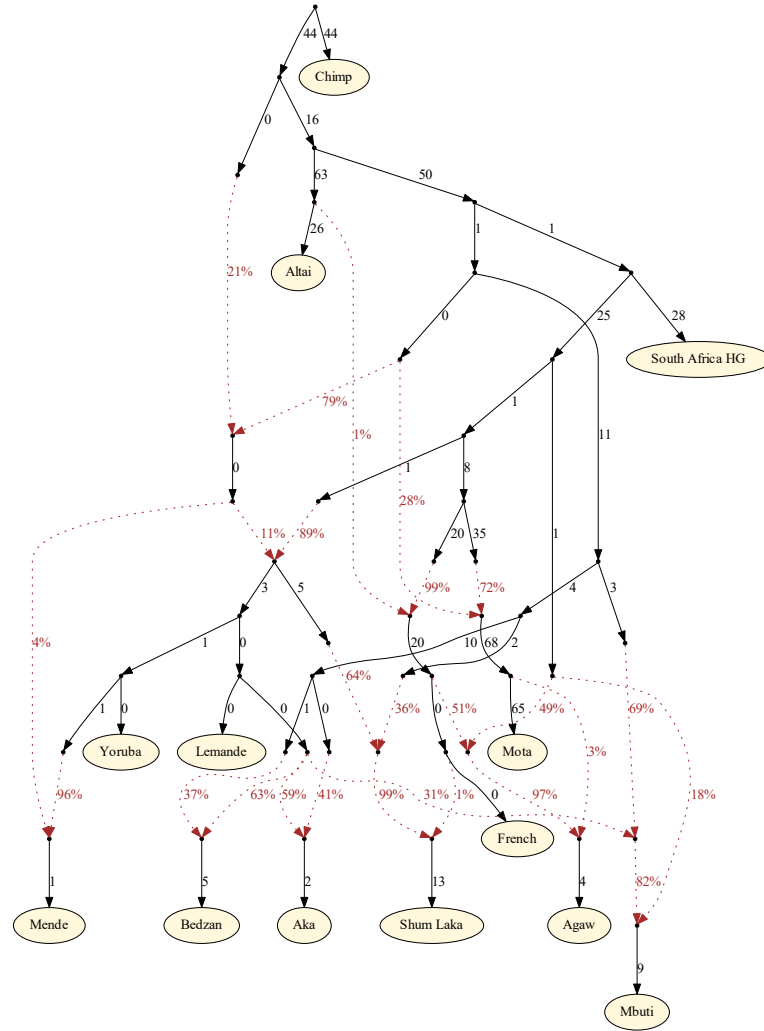 44 44
Chimp
0 16
63 50
21% 26 1 1
Altai
0 25 28
South Africa HG
79% 1
1% 11
0 1 8
28%
11% 89% 20 35 1
3 5 99% 72% 4 3
4% 1 0 20 10 68 2
64%
1 0 0 0 1 0 36% 0 51% 65 49% 69%
Yoruba Lemande Mota
96% 37% 63% 59% 41% 99% 31% 1% 0 97% 3% 18%
French
1 5 2 13 4 82%
Mende Bedzan Aka Shum Laka Agaw
9
Mbuti